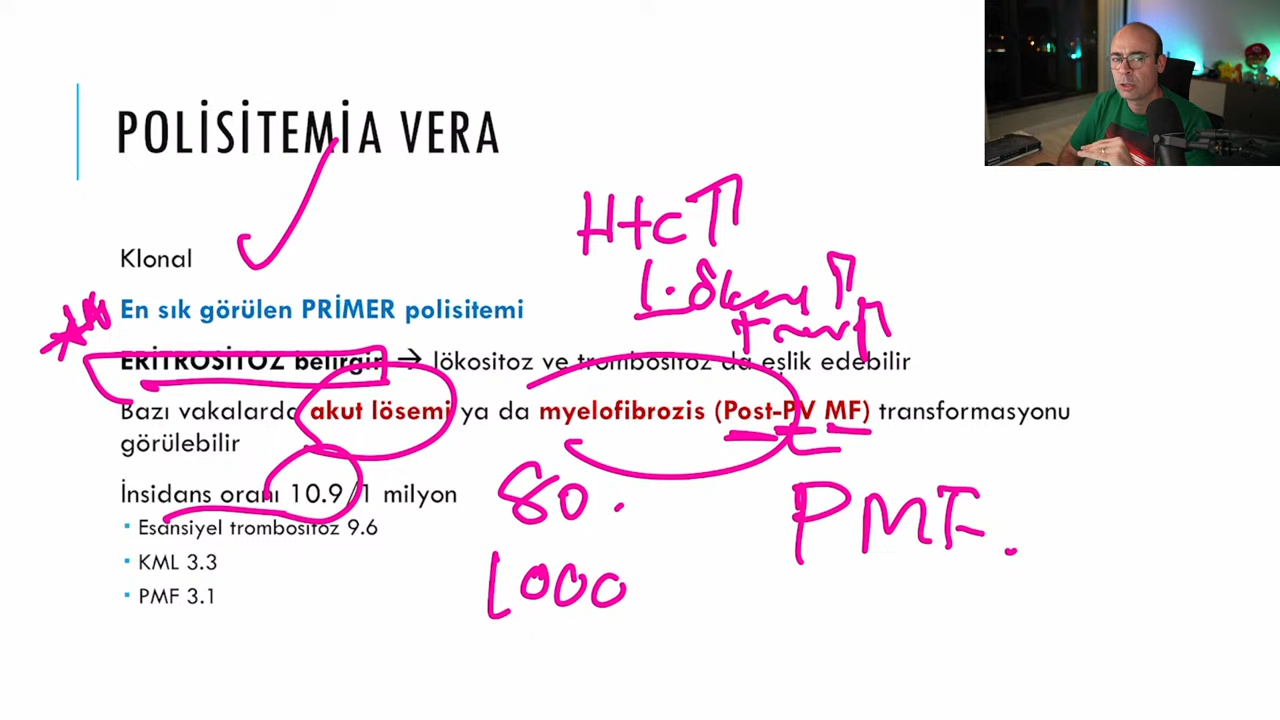 POLİSİTEMİA VERA
Htc⇑
Klonal
l.ökosit ⇑
En sık görülen PRİMER polisitemi
ERİTROSİTOZ belirgin → lökositoz ve trombositoz da eşlik edebilir
Bazı vakalarda akut lösemi ya da myelofibrozis (Post-PV MF) transformasyonu
görülebilir
İnsidans oranı 10.9/1 milyon
80.
PMF.
Esansiyel trombositoz 9.6
KML 3.3
1000
PMF 3.1